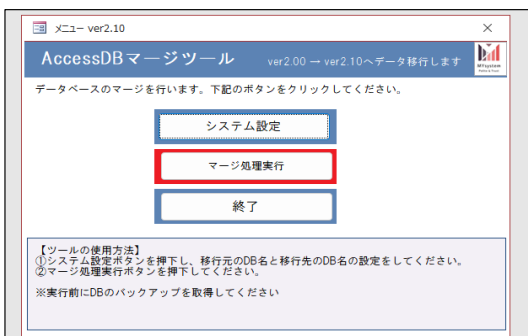 メニュー ver2.10
AccessDBマージツール ver2.00 → ver2.10へデータ移行します
MYsystem
データベースのマージを行います。下記のボタンをクリックしてください。
システム設定
マージ処理実行
終了
【ツールの使用方法】
①システム設定ボタンを押下し、移行元のDB名と移行先のDB名の設定をしてください。
②マージ処理実行ボタンを押下してください。
※実行前にDBのバックアップを取得してください